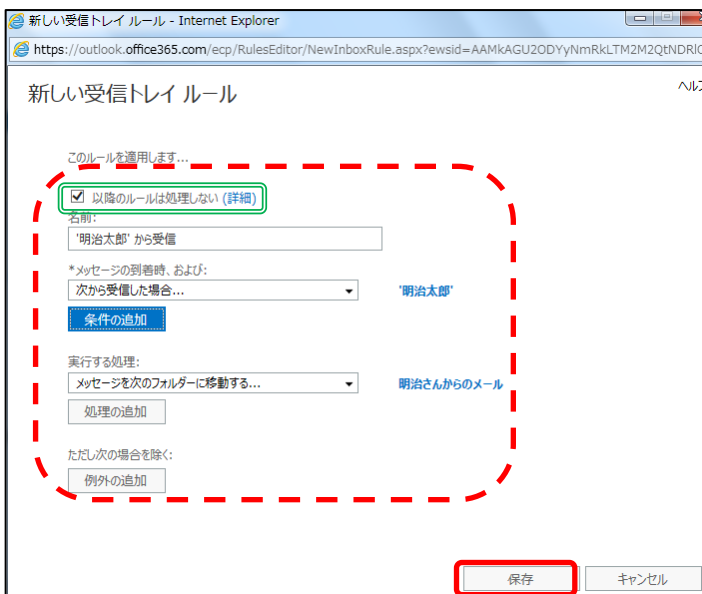 新しい受信トレイ ルール - Internet Explorer
https://outlook.office365.com/ecp/RulesEditor/NewInboxRule.aspx?ewsid=AAMkAGU2ODYyNmRkLTM2M2QtNDRlO
新しい受信トレイ ルール
ヘルプ
このルールを適用します...
以降のルールは処理しない (詳細)
名前:
'明治太郎' から受信
*メッセージの到着時、および:
次から受信した場合... '明治太郎'
条件の追加
実行する処理:
メッセージを次のフォルダーに移動する... 明治さんからのメール
処理の追加
ただし次の場合を除く:
例外の追加
保存 キャンセル